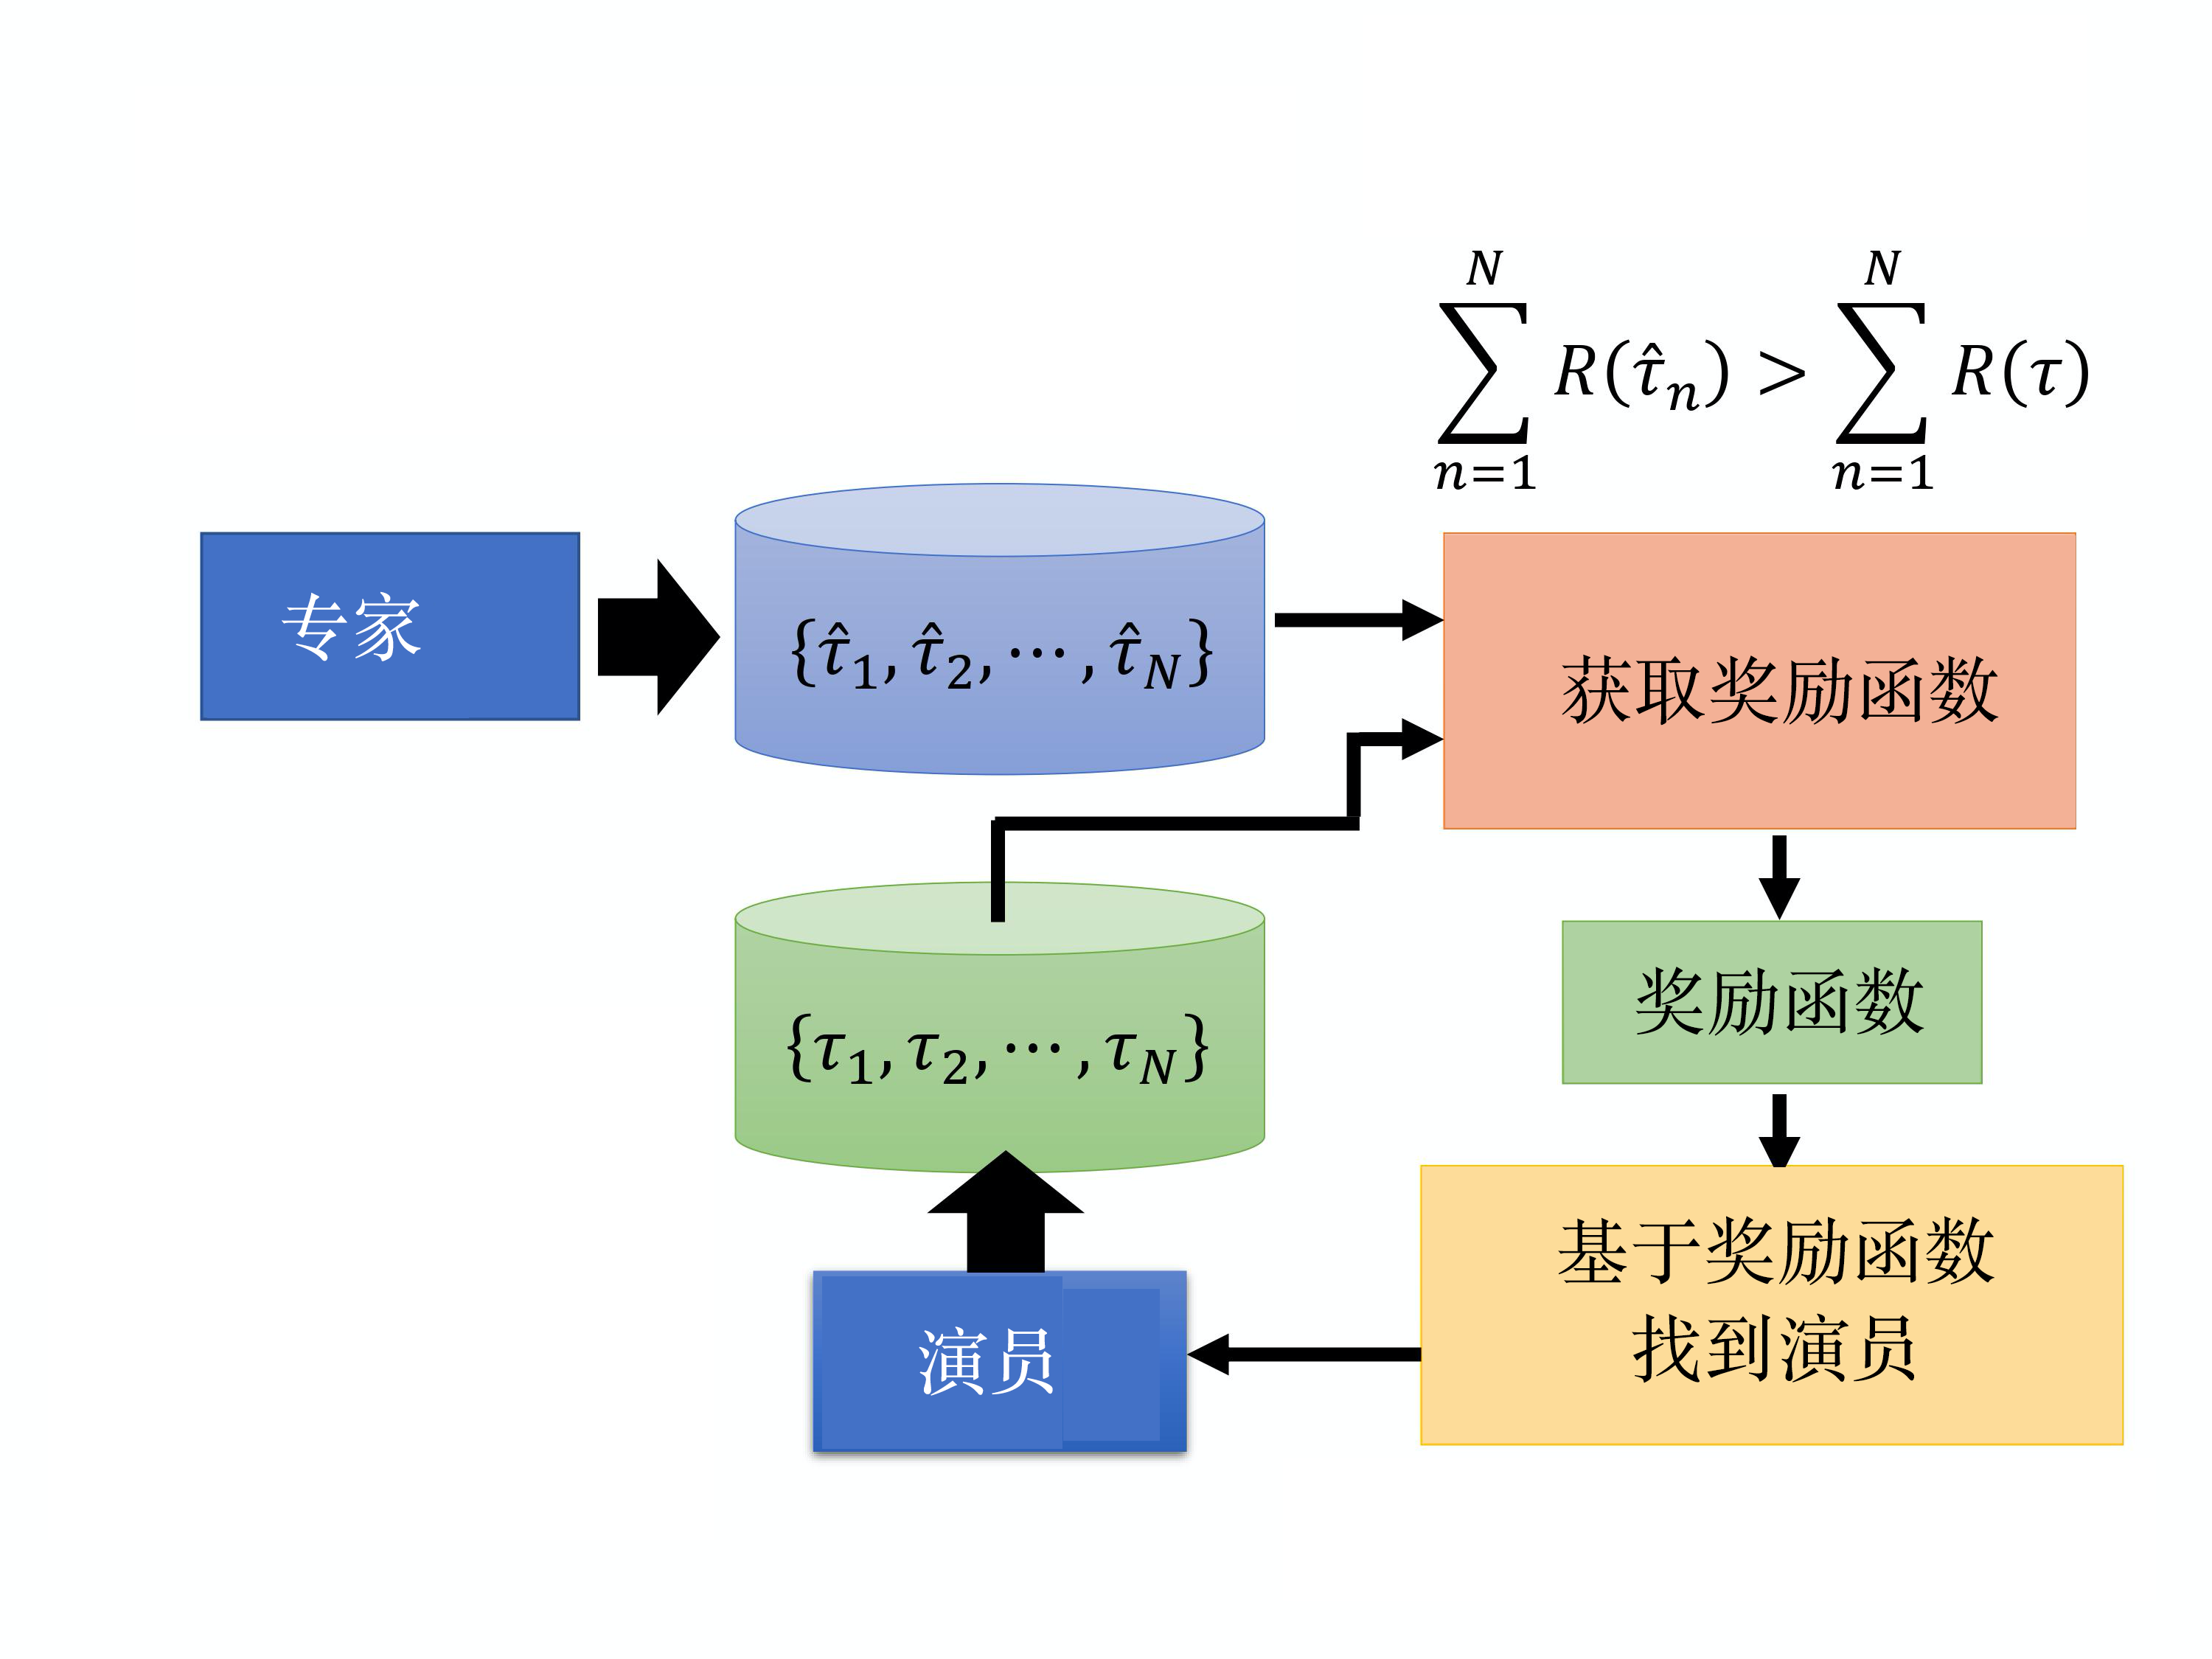 N N
∑ R(τ̂ₙ) > ∑ R(τ)
n=1 n=1
专家
{τ̂₁, τ̂₂, ⋯, τ̂_N}
获取奖励函数
{τ₁, τ₂, ⋯, τ_N}
奖励函数
基于奖励函数
找到演员
演员